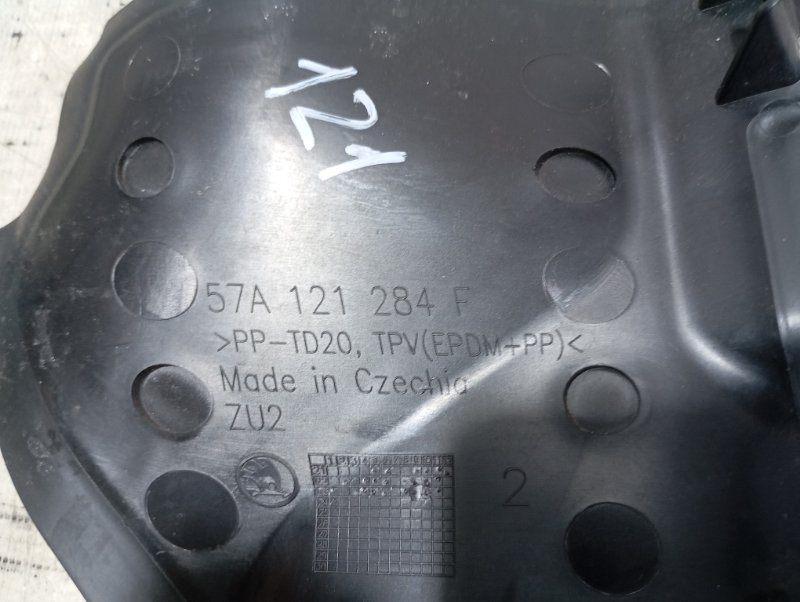 121
57A 121 284 F
>PP-TD20, TPV(EPDM+PP)<
Made in Czechia
ZU2
2